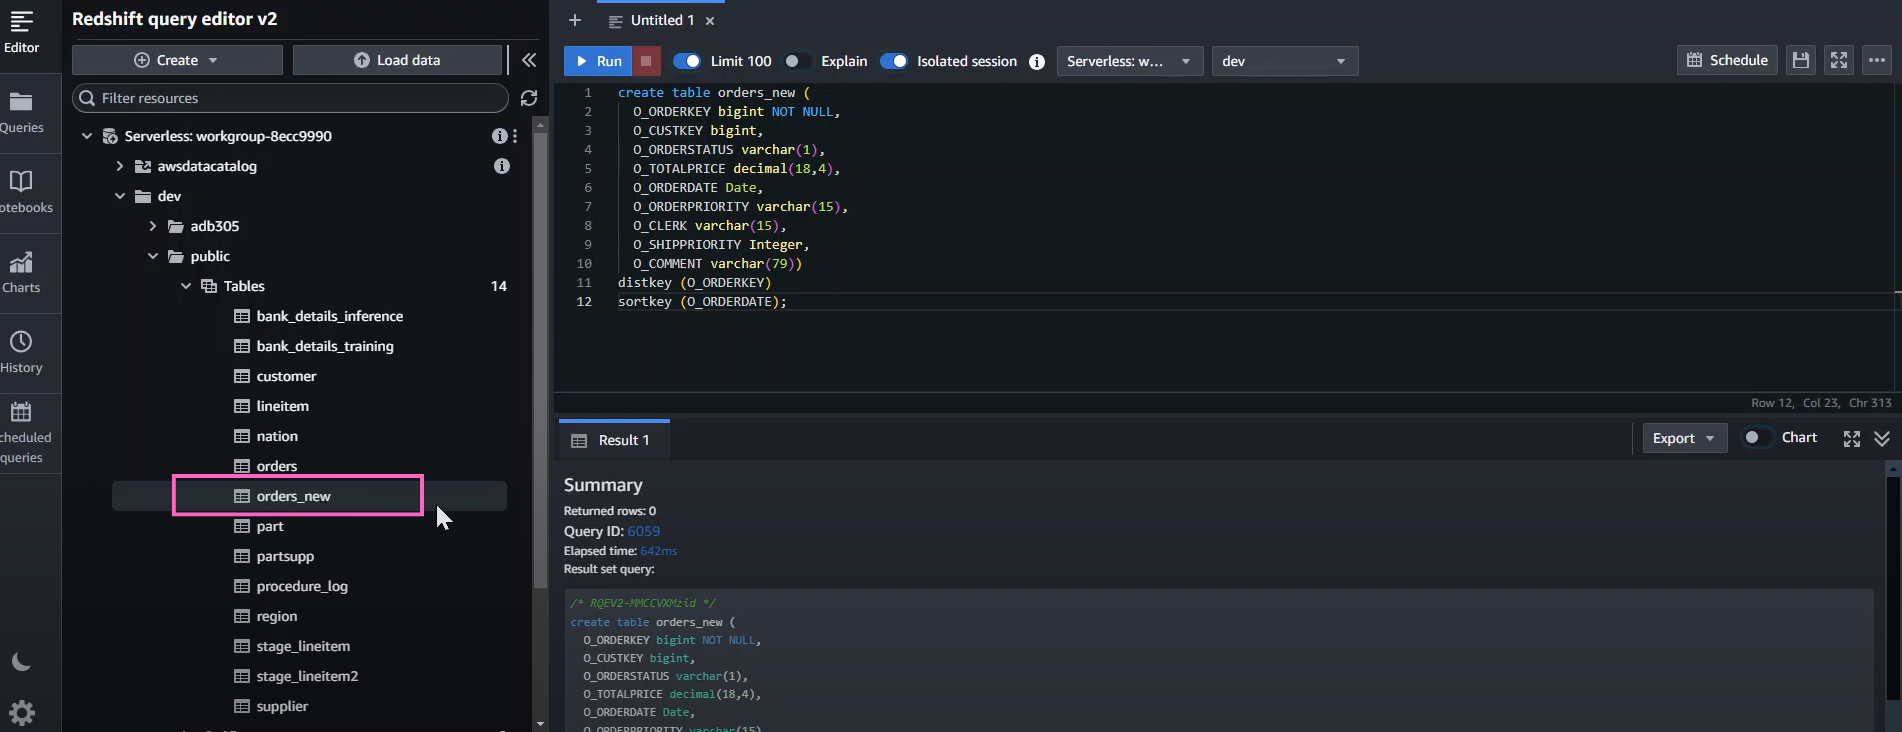 Redshift query editor v2
Create
Load data
Filter resources
Serverless: workgroup-8ecc9990
awsdatacatalog
dev
adb305
public
Tables 14
bank_details_inference
bank_details_training
customer
lineitem
nation
orders
orders_new
part
partsupp
procedure_log
region
stage_lineitem
stage_lineitem2
supplier
Editor
Queries
otebooks
Charts
History
cheduled
queries
Untitled 1
Run
Limit 100
Explain
Isolated session
Serverless: w...
dev
Schedule
1 create table orders_new (
2 O_ORDERKEY bigint NOT NULL,
3 O_CUSTKEY bigint,
4 O_ORDERSTATUS varchar(1),
5 O_TOTALPRICE decimal(18,4),
6 O_ORDERDATE Date,
7 O_ORDERPRIORITY varchar(15),
8 O_CLERK varchar(15),
9 O_SHIPPRIORITY Integer,
10 O_COMMENT varchar(79))
11 distkey (O_ORDERKEY)
12 sortkey (O_ORDERDATE);
Row 12, Col 23, Chr 313
Result 1
Export
Chart
Summary
Returned rows: 0
Query ID: 6059
Elapsed time: 642ms
Result set query:
/* RQEV2-MMCCVXMzid */
create table orders_new (
O_ORDERKEY bigint NOT NULL,
O_CUSTKEY bigint,
O_ORDERSTATUS varchar(1),
O_TOTALPRICE decimal(18,4),
O_ORDERDATE Date,
O_ORDERPRIORITY varchar(15)